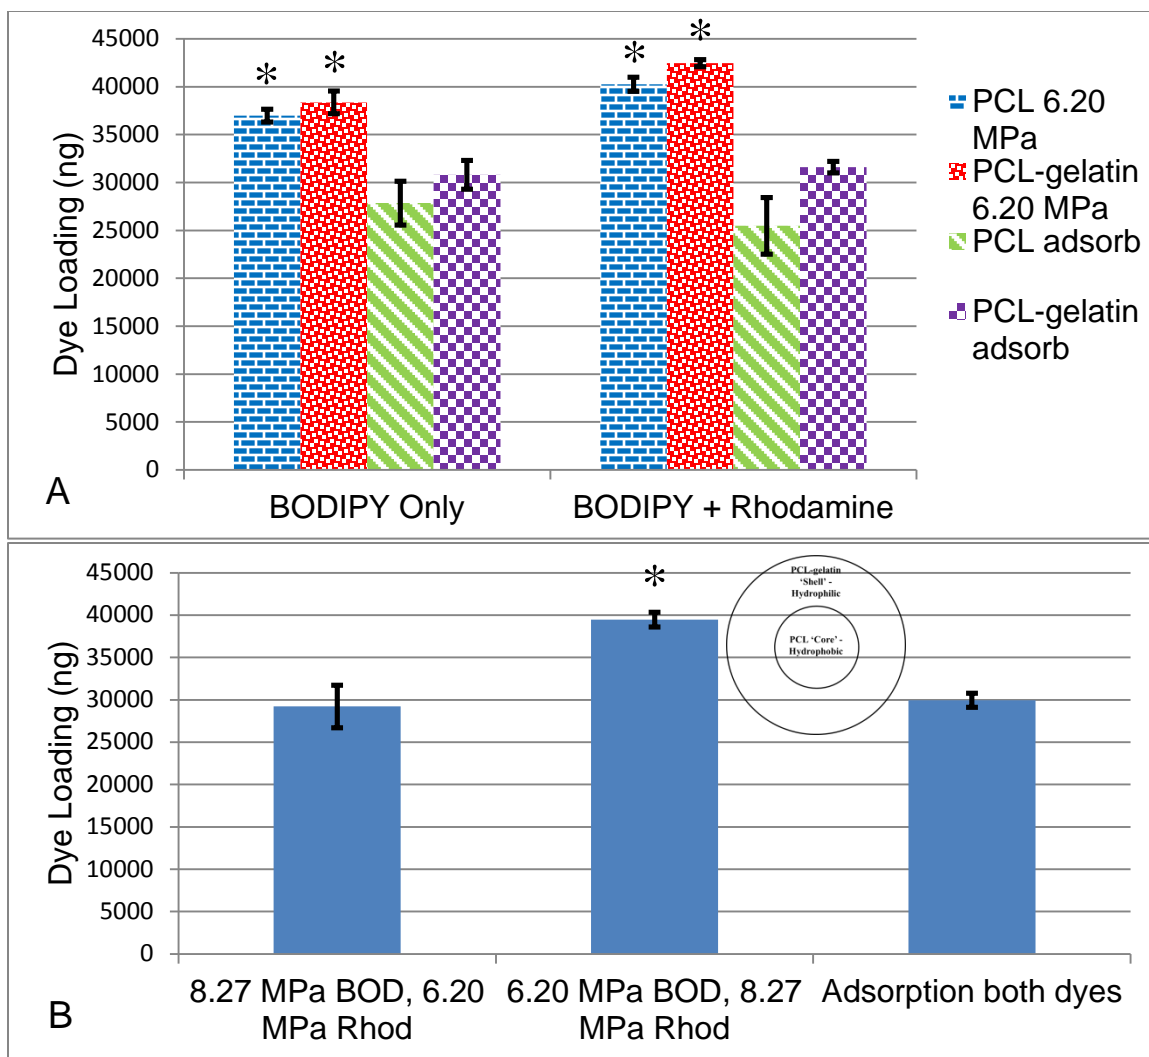 45000
40000
35000
30000
25000
20000
15000
10000
5000
0
Dye Loading (ng)
*
*
*
*
BODIPY Only
BODIPY + Rhodamine
PCL 6.20
MPa
PCL-gelatin
6.20 MPa
PCL adsorb
PCL-gelatin
adsorb
A
45000
40000
35000
30000
25000
20000
15000
10000
5000
0
Dye Loading (ng)
*
PCL-gelatin
'Shell' -
Hydrophilic
PCL 'Core' -
Hydrophobic
8.27 MPa BOD, 6.20
MPa Rhod
6.20 MPa BOD, 8.27
MPa Rhod
Adsorption both dyes
B